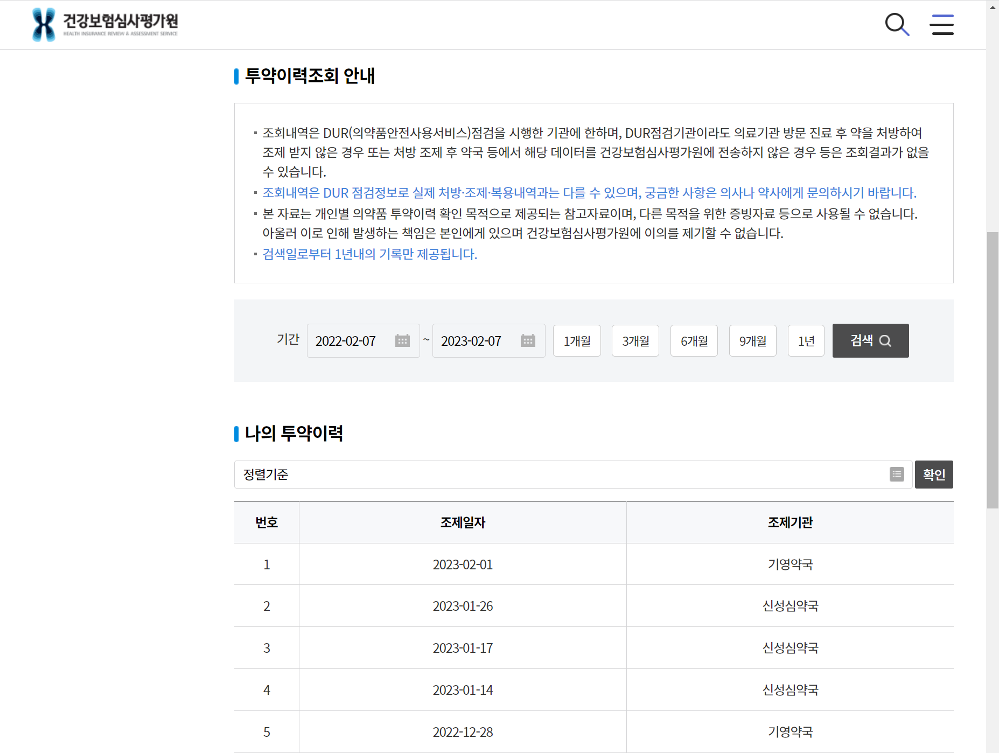 건강보험심사평가원
HEALTH INSURANCE REVIEW & ASSESSMENT SERVICE
투약이력조회 안내
조회내역은 DUR(의약품안전사용서비스)점검을 시행한 기관에 한하며, DUR점검기관이라도 의료기관 방문 진료 후 약을 처방하여
조제 받지 않은 경우 또는 처방 조제 후 약국 등에서 해당 데이터를 건강보험심사평가원에 전송하지 않은 경우 등은 조회결과가 없을
수 있습니다.
조회내역은 DUR 점검정보로 실제 처방·조제·복용내역과는 다를 수 있으며, 궁금한 사항은 의사나 약사에게 문의하시기 바랍니다.
본 자료는 개인별 의약품 투약이력 확인 목적으로 제공되는 참고자료이며, 다른 목적을 위한 증빙자료 등으로 사용될 수 없습니다.
아울러 이로 인해 발생하는 책임은 본인에게 있으며 건강보험심사평가원에 이의를 제기할 수 없습니다.
검색일로부터 1년내의 기록만 제공됩니다.
기간 2022-02-07 ~ 2023-02-07 1개월 3개월 6개월 9개월 1년 검색
나의 투약이력
정렬기준 확인
번호 조제일자 조제기관
1 2023-02-01 기영약국
2 2023-01-26 신성심약국
3 2023-01-17 신성심약국
4 2023-01-14 신성심약국
5 2022-12-28 기영약국